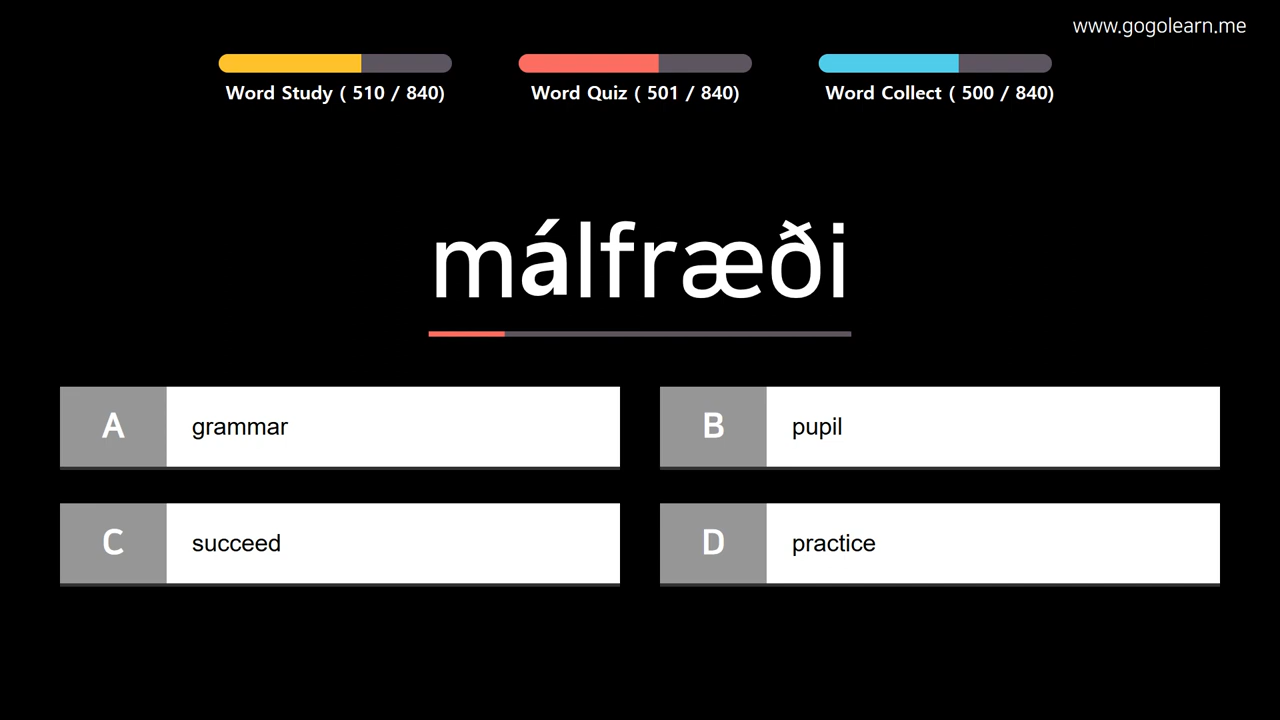 www.gogolearn.me
Word Study ( 510 / 840)
Word Quiz ( 501 / 840)
Word Collect ( 500 / 840)
málfræði
A grammar
B pupil
C succeed
D practice